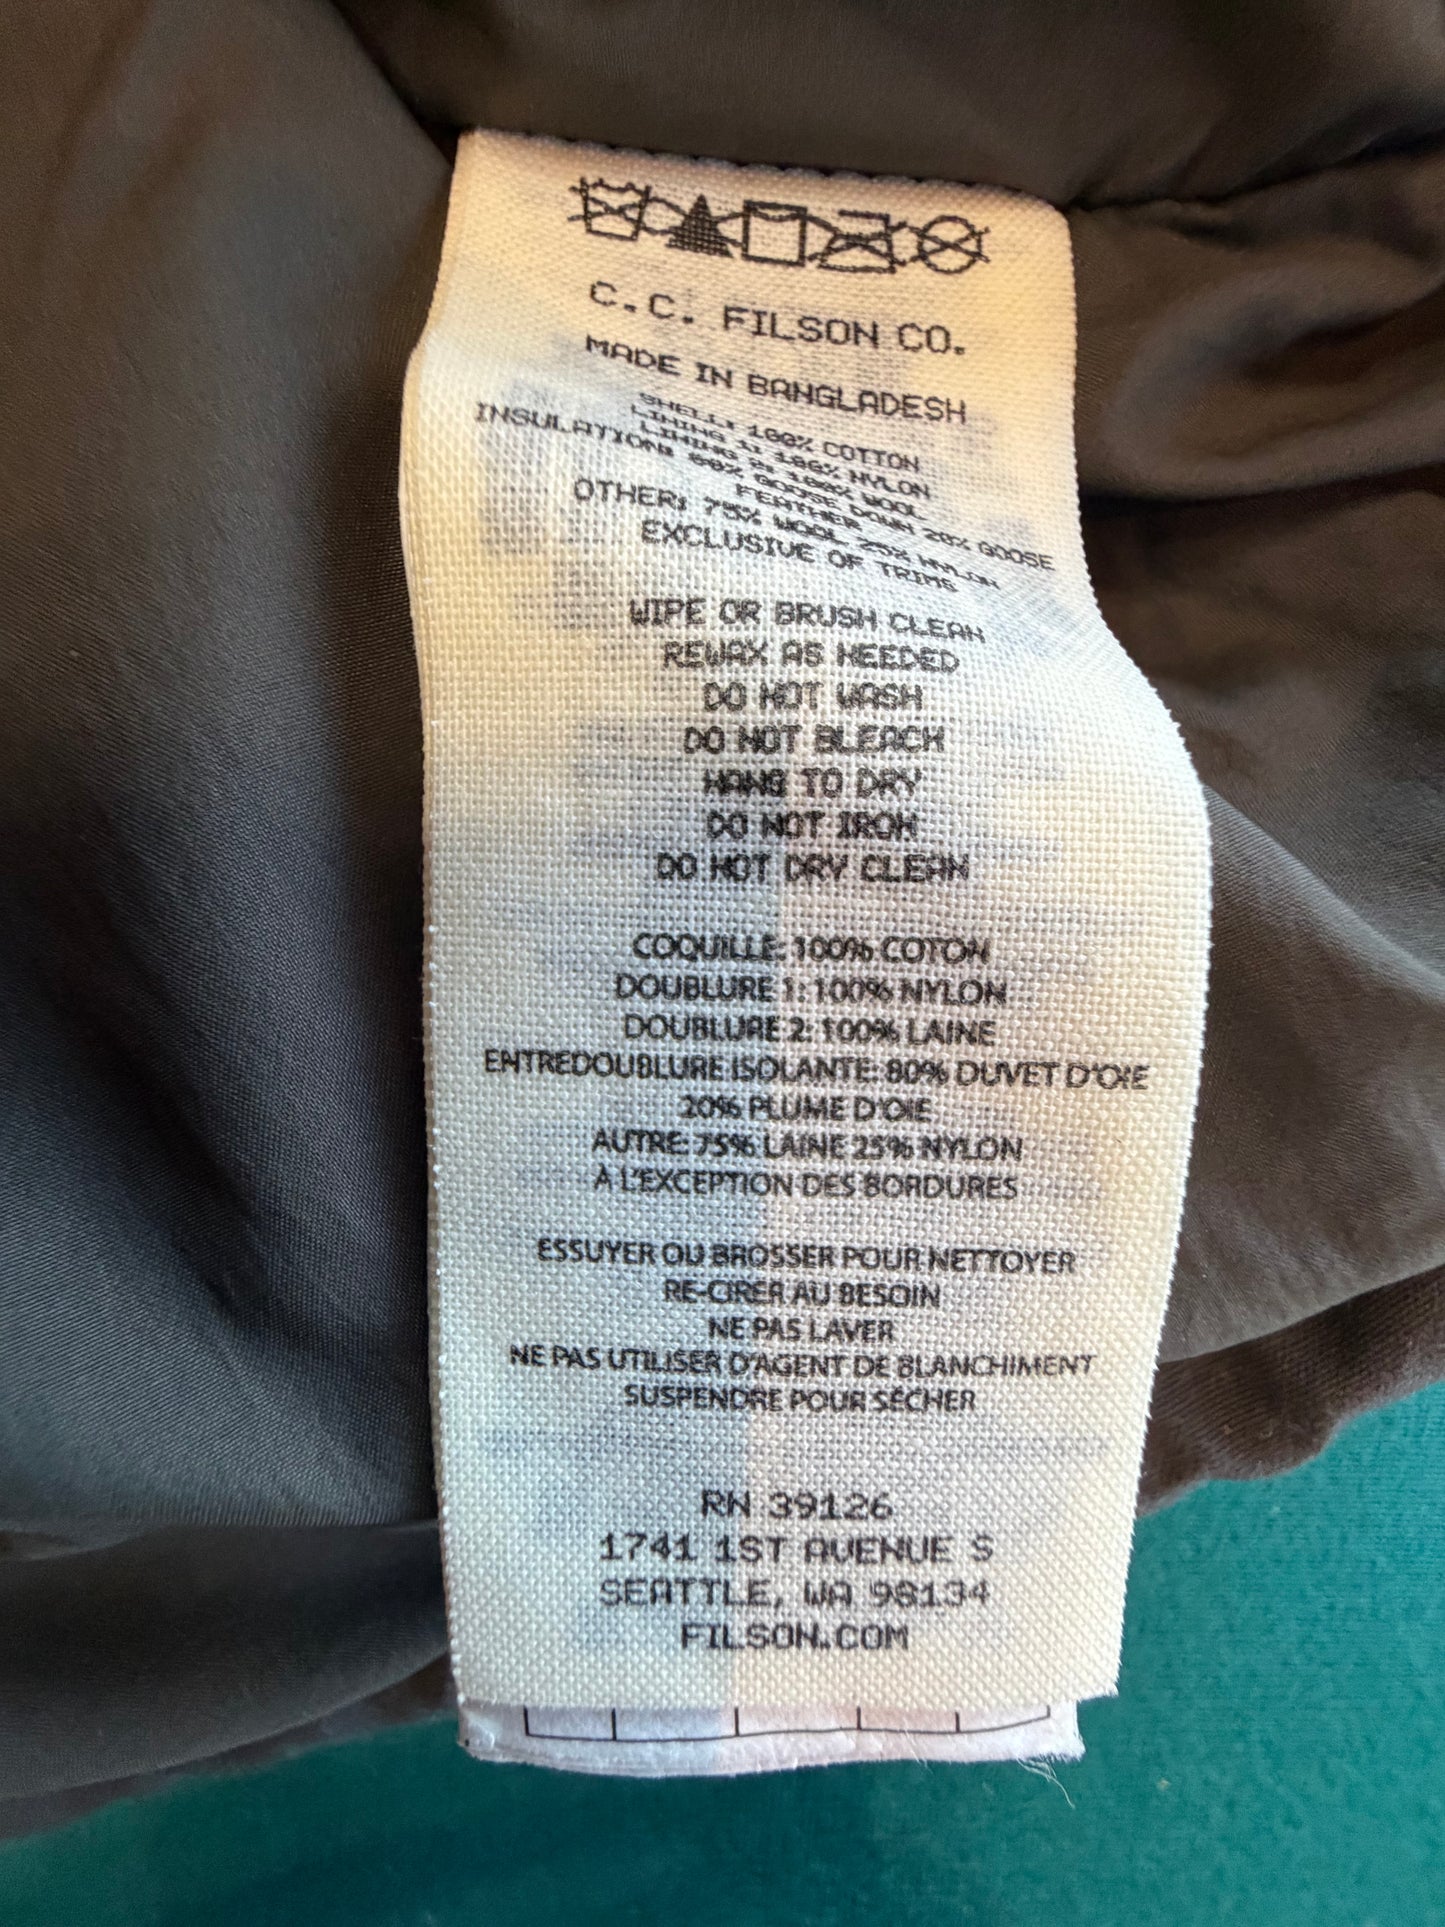 C.C. FILSON CO.
MADE IN BANGLADESH
SHELL: 100% COTTON
LINING 1: 100% NYLON
LINING 2: 100% WOOL
INSULATION: 80% GOOSE DOWN 20% GOOSE
FEATHER
OTHER: 75% WOOL 25% NYLON
EXCLUSIVE OF TRIMS
WIPE OR BRUSH CLEAN
REWAX AS NEEDED
DO NOT WASH
DO NOT BLEACH
HANG TO DRY
DO NOT IRON
DO NOT DRY CLEAN
COQUILLE: 100% COTON
DOUBLURE 1: 100% NYLON
DOUBLURE 2: 100% LAINE
ENTREDOUBLURE ISOLANTE: 80% DUVET D'OIE
20% PLUME D'OIE
AUTRE: 75% LAINE 25% NYLON
À L'EXCEPTION DES BORDURES
ESSUYER OU BROSSER POUR NETTOYER
RE-CIRER AU BESOIN
NE PAS LAVER
NE PAS UTILISER D'AGENT DE BLANCHIMENT
SUSPENDRE POUR SÉCHER
RN 39126
1741 1ST AVENUE S
SEATTLE, WA 98134
FILSON.COM